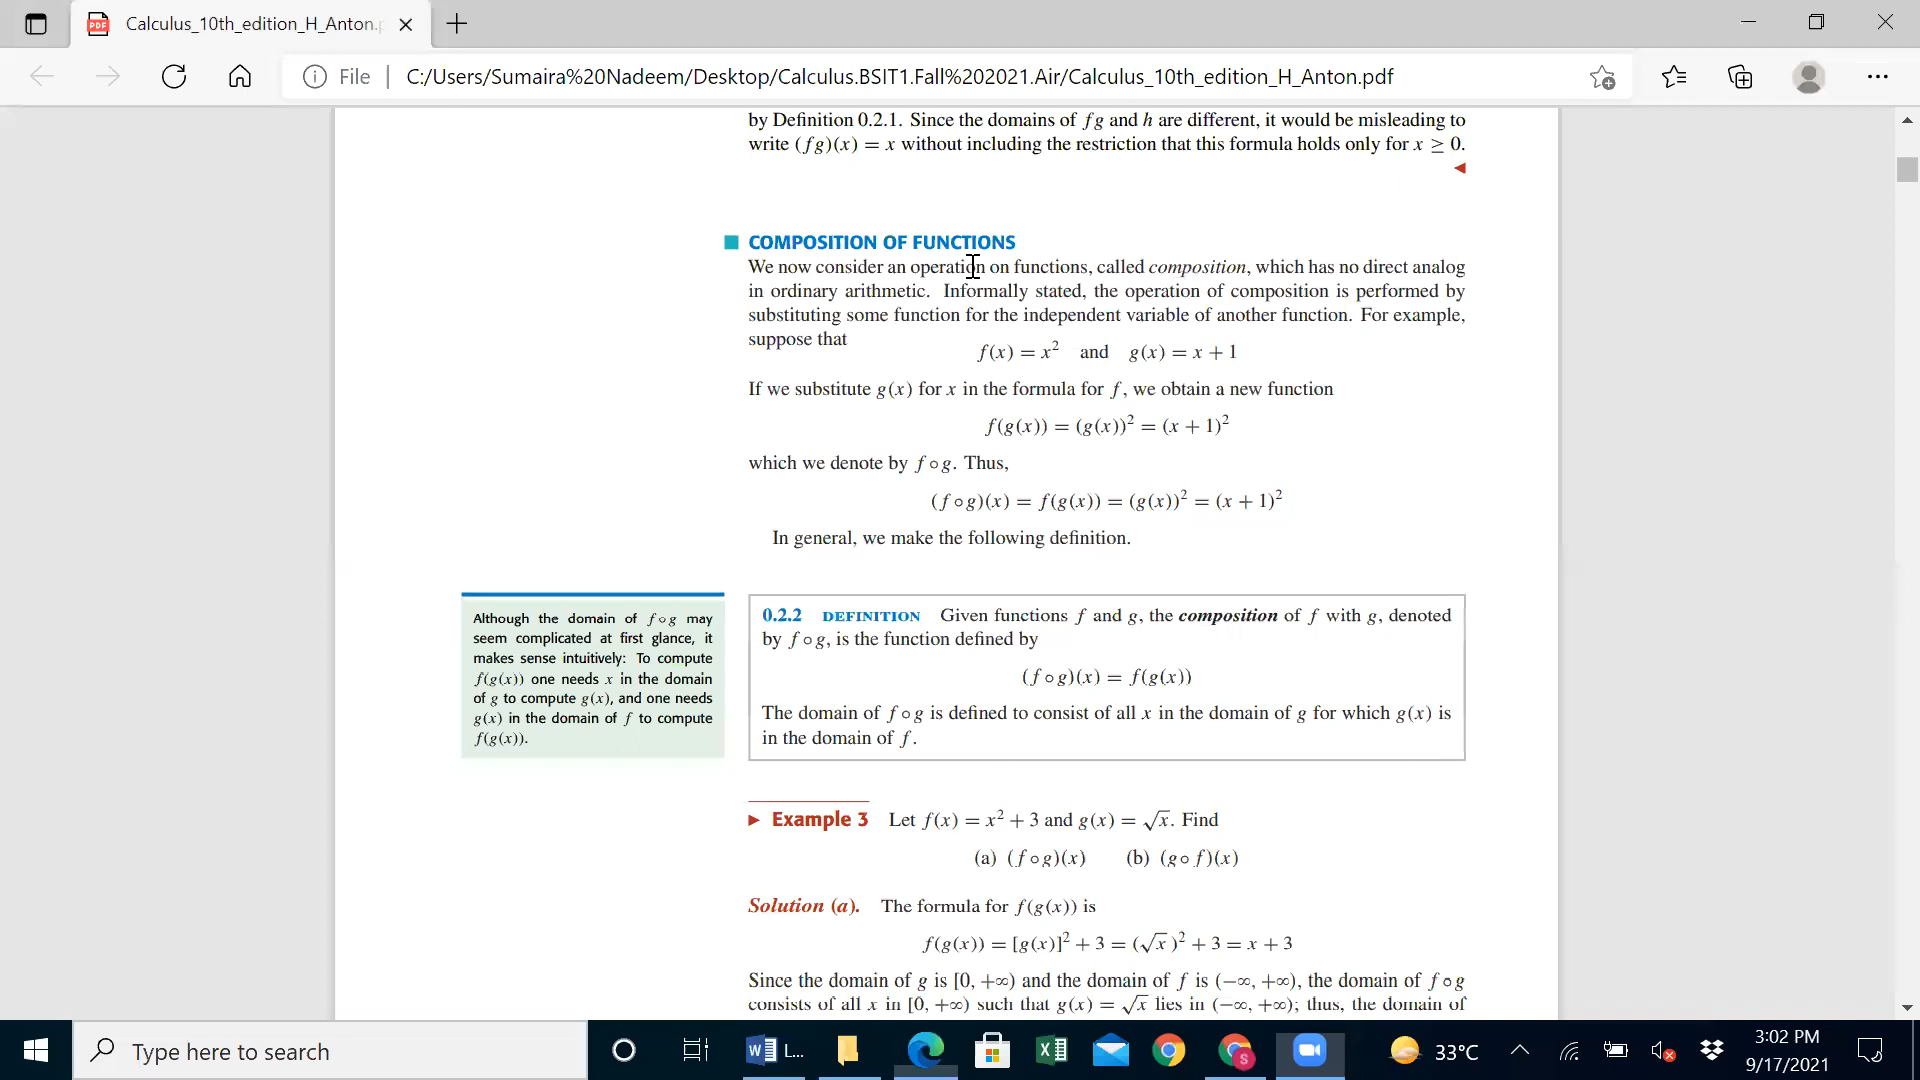 Calculus_10th_edition_H_Anton.p
File
C:/Users/Sumaira%20Nadeem/Desktop/Calculus.BSIT1.Fall%202021.Air/Calculus_10th_edition_H_Anton.pdf
by Definition 0.2.1. Since the domains of fg and h are different, it would be misleading to
write (fg)(x) = x without including the restriction that this formula holds only for x ≥ 0.
COMPOSITION OF FUNCTIONS
We now consider an operation on functions, called composition, which has no direct analog
in ordinary arithmetic. Informally stated, the operation of composition is performed by
substituting some function for the independent variable of another function. For example,
suppose that
f(x) = x² and g(x) = x + 1
If we substitute g(x) for x in the formula for f, we obtain a new function
f(g(x)) = (g(x))² = (x + 1)²
which we denote by f∘g. Thus,
(f∘g)(x) = f(g(x)) = (g(x))² = (x + 1)²
In general, we make the following definition.
Although the domain of f∘g may
seem complicated at first glance, it
makes sense intuitively: To compute
f(g(x)) one needs x in the domain
of g to compute g(x), and one needs
g(x) in the domain of f to compute
f(g(x)).
0.2.2 DEFINITION Given functions f and g, the composition of f with g, denoted
by f∘g, is the function defined by
(f∘g)(x) = f(g(x))
The domain of f∘g is defined to consist of all x in the domain of g for which g(x) is
in the domain of f.
Example 3 Let f(x) = x² + 3 and g(x) = √x. Find
(a) (f∘g)(x) (b) (g∘f)(x)
Solution (a). The formula for f(g(x)) is
f(g(x)) = [g(x)]² + 3 = (√x)² + 3 = x + 3
Since the domain of g is [0, +∞) and the domain of f is (−∞, +∞), the domain of f∘g
consists of all x in [0, +∞) such that g(x) = √x lies in (−∞, +∞); thus, the domain of
Type here to search
L...
33°C
3:02 PM
9/17/2021